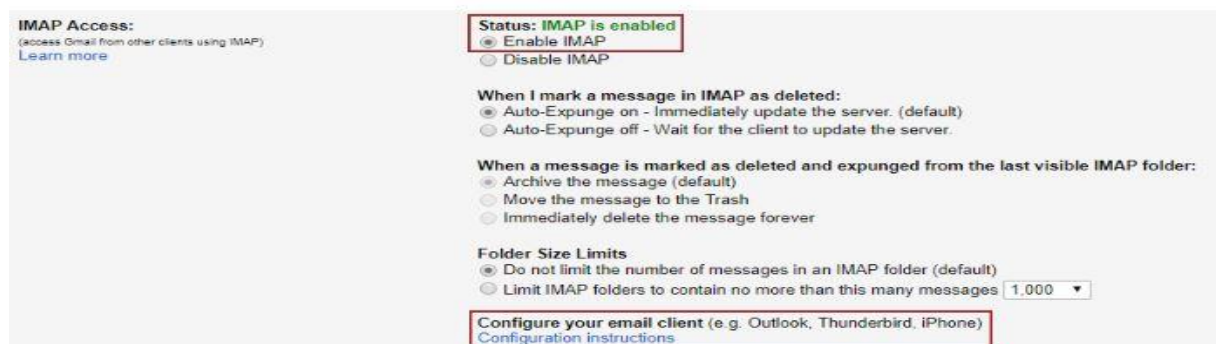 IMAP Access:
(access Gmail from other clients using IMAP)
Learn more
Status: IMAP is enabled
Enable IMAP
Disable IMAP
When I mark a message in IMAP as deleted:
Auto-Expunge on - Immediately update the server. (default)
Auto-Expunge off - Wait for the client to update the server.
When a message is marked as deleted and expunged from the last visible IMAP folder:
Archive the message (default)
Move the message to the Trash
Immediately delete the message forever
Folder Size Limits
Do not limit the number of messages in an IMAP folder (default)
Limit IMAP folders to contain no more than this many messages 1,000
Configure your email client (e.g. Outlook, Thunderbird, iPhone)
Configuration instructions